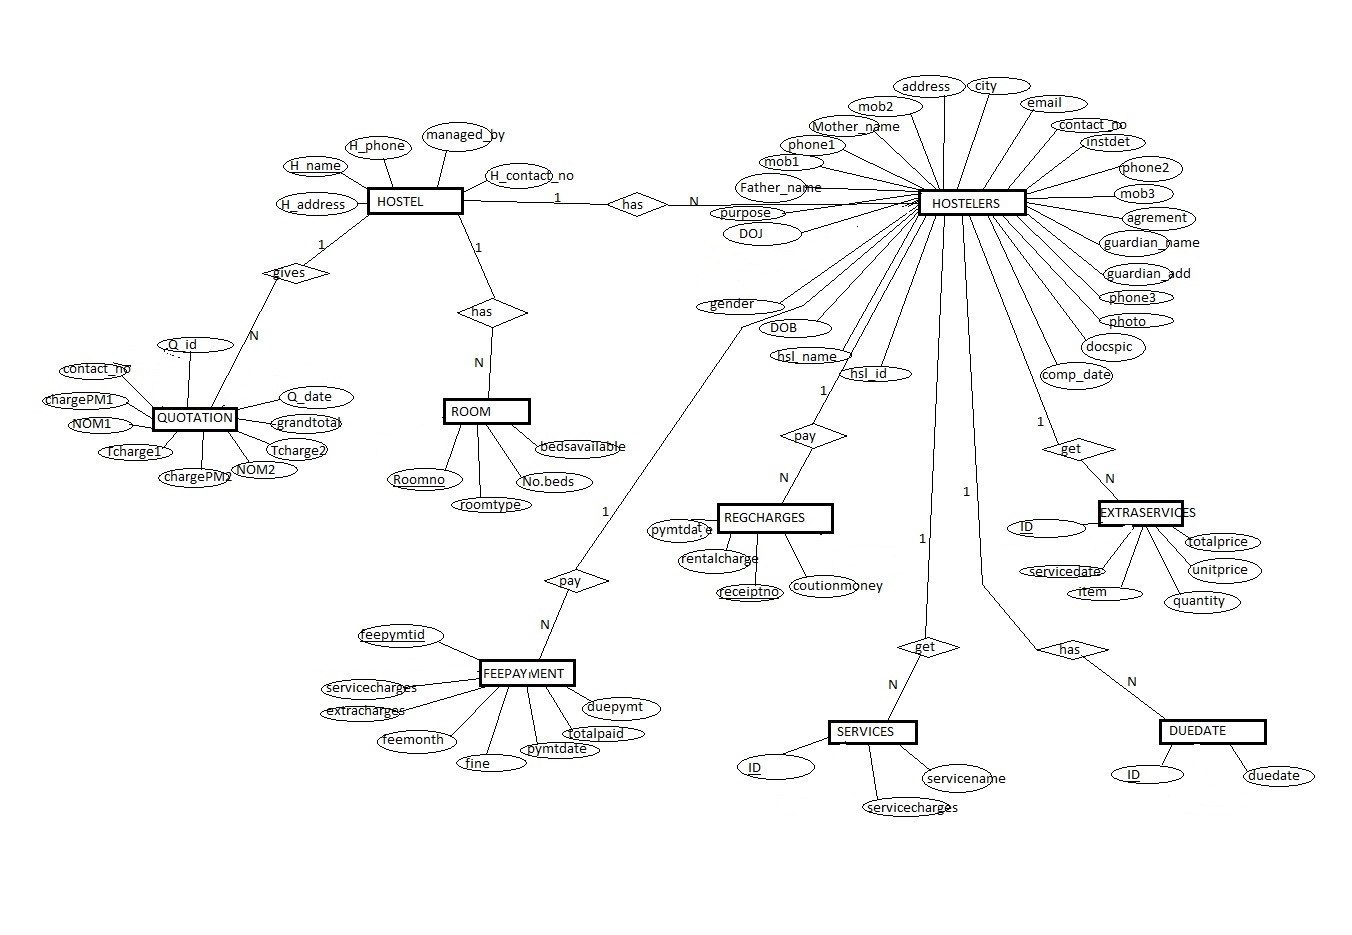 address
city
mob2
email
Mother_name
contact_no
managed_by
H_phone
phone1
instdet
H_name
mob1
phone2
H_contact_no
Father_name
mob3
HOSTEL
H_address
1
has
N
HOSTELERS
purpose
agrement
DOJ
guardian_name
1
1
gives
guardian_add
gender
phone3
has
photo
DOB
N
Q_id
docspic
hsl_name
N
contact_no
hsl_id
comp_date
1
chargePM1
Q_date
QUOTATION
ROOM
NOM1
grandtotal
1
pay
Tcharge1
Tcharge2
bedsavailable
get
chargePM2
NOM2
Roomno
No.beds
N
N
roomtype
1
1
REGCHARGES
EXTRASERVICES
pymtdate
ID
1
totalprice
rentalcharge
servicedate
unitprice
pay
coutionmoney
receiptno
item
quantity
N
feepymtid
get
has
FEEPAYMENT
N
N
servicecharges
extracharges
duepymt
feemonth
totalpaid
SERVICES
DUEDATE
pymtdate
fine
ID
servicename
ID
duedate
servicecharges